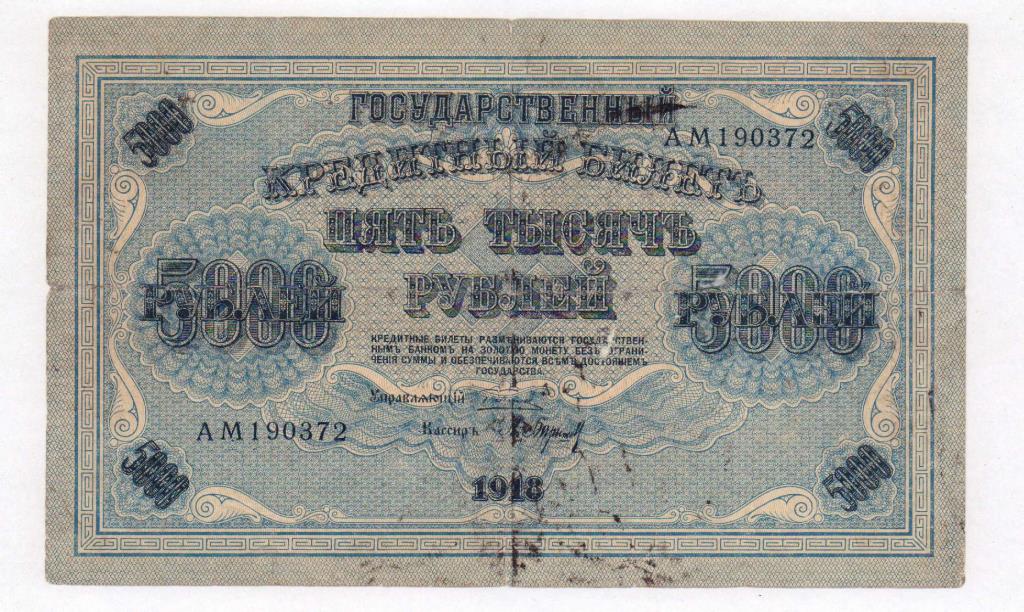 5000
ГОСУДАРСТВЕННЫЙ
5000
АМ190372
КРЕДИТНЫЙ БИЛЕТЪ
ПЯТЬ ТЫСЯЧЪ
РУБЛЕЙ
5000
РУБЛЕЙ
5000
РУБЛЕЙ
КРЕДИТНЫЕ БИЛЕТЫ РАЗМѢНИВАЮТСЯ ГОСУДАРСТВЕН-
НЫМЪ БАНКОМЪ НА ЗОЛОТУЮ МОНЕТУ БЕЗЪ ОГРАНИ-
ЧЕНІЯ СУММЫ И ОБЕЗПЕЧИВАЮТСЯ ВСѢМЪ ДОСТОЯНІЕМЪ
ГОСУДАРСТВА.
Управляющій
АМ190372
Кассиръ
5000
1918
5000